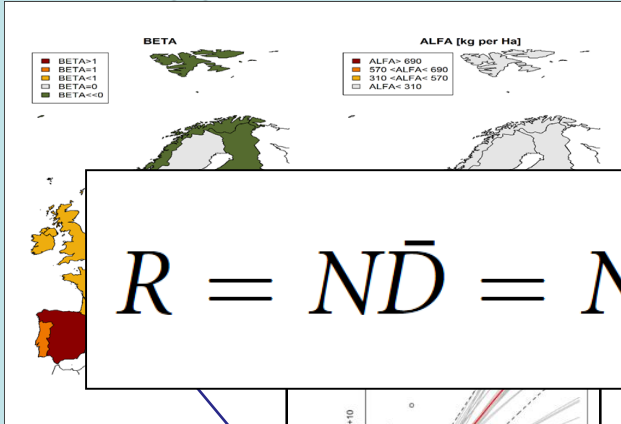 BETA
BETA>1
BETA=1
BETA<1
BETA=0
BETA<<0
ALFA [kg per Ha]
ALFA> 690
570 <ALFA< 690
310 <ALFA< 570
ALFA< 310
R = ND̄ = N
+10